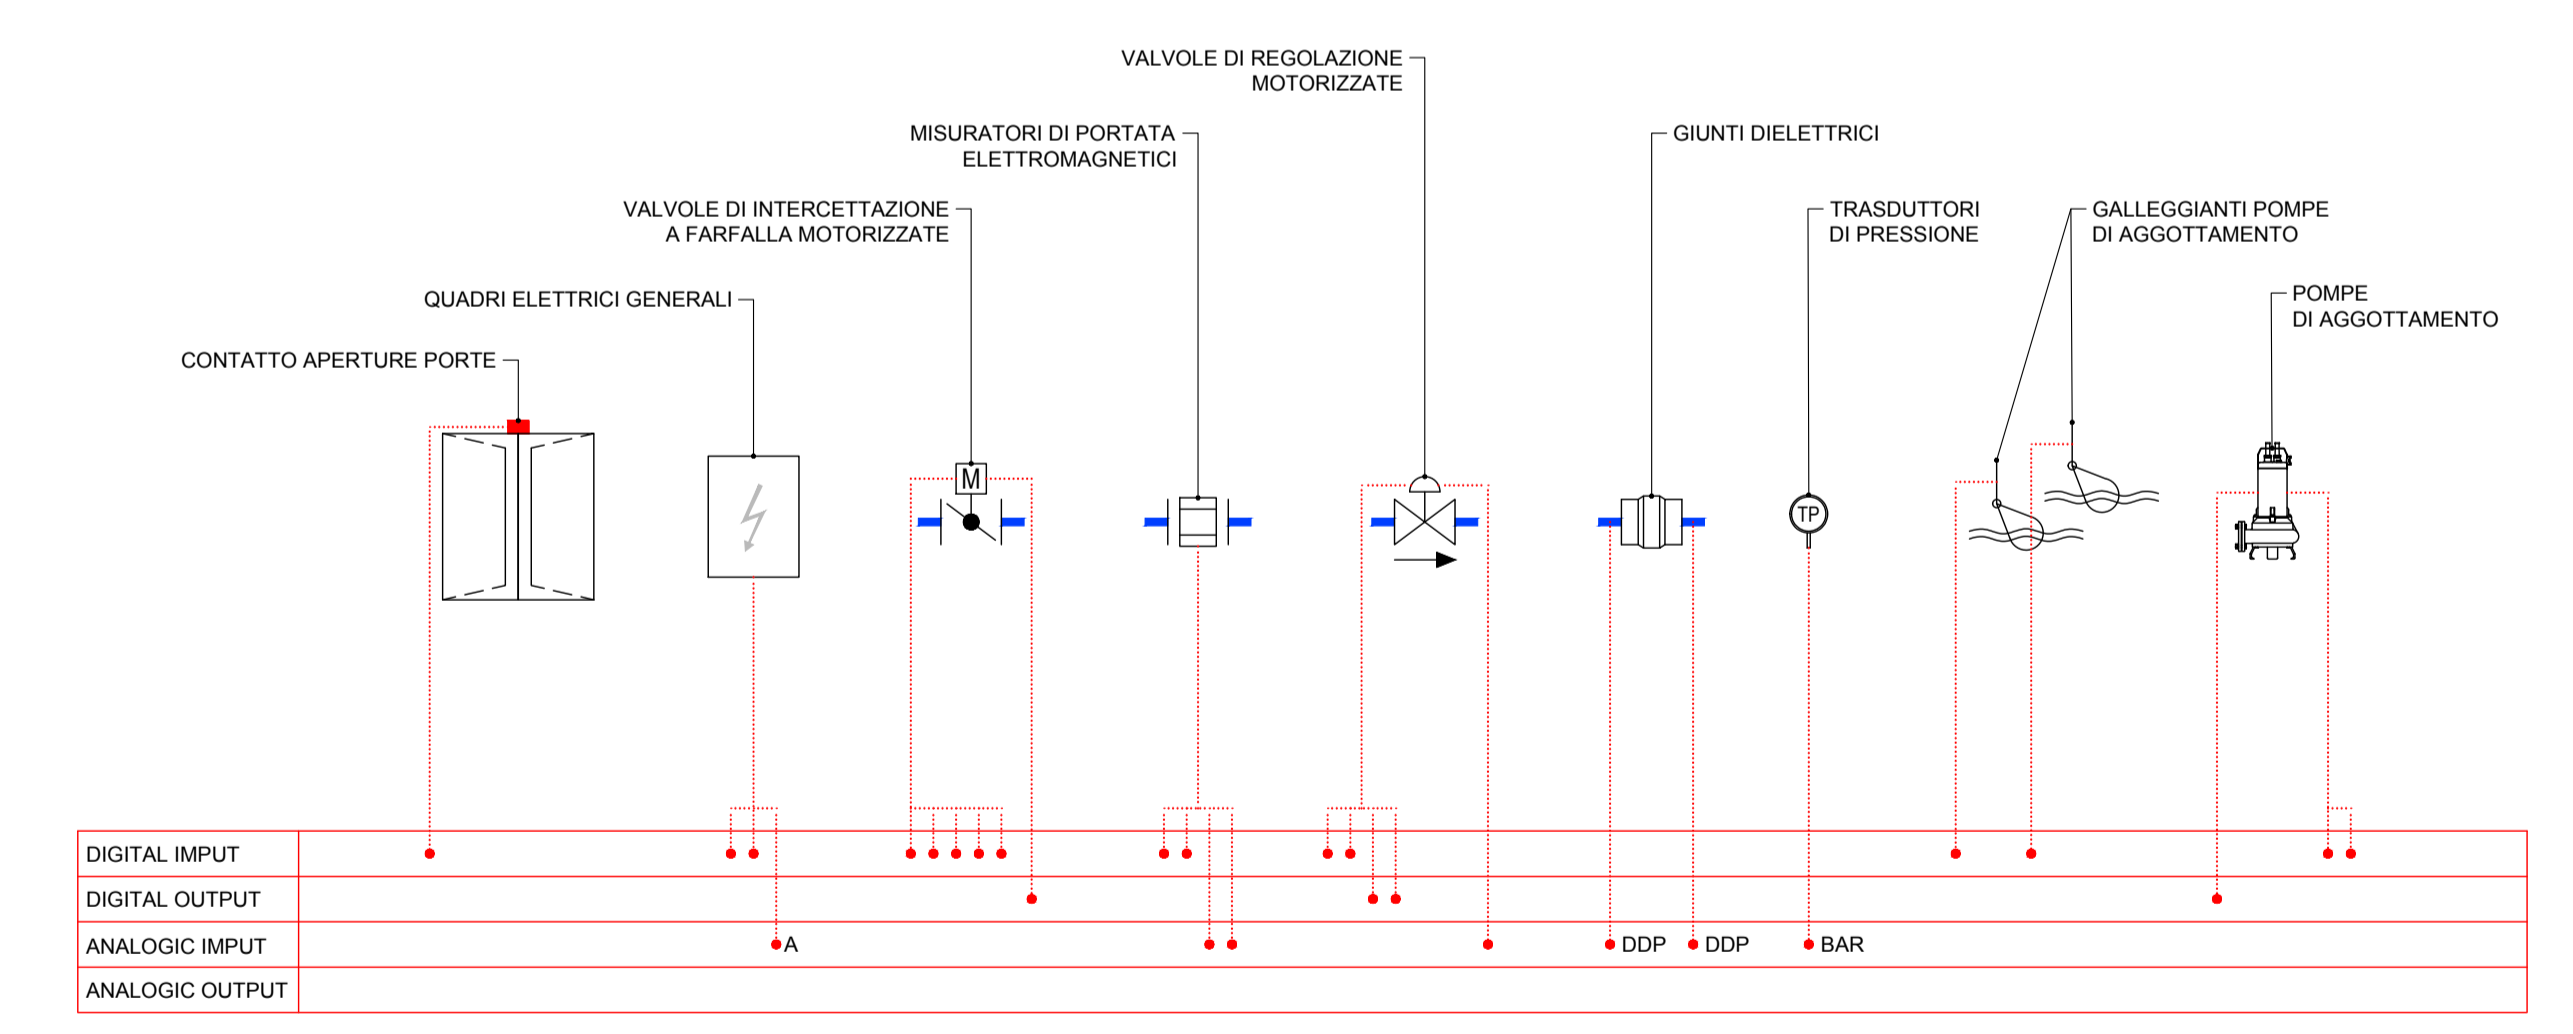 VALVOLE DI REGOLAZIONE
MOTORIZZATE
MISURATORI DI PORTATA
ELETTROMAGNETICI
GIUNTI DIELETTRICI
VALVOLE DI INTERCETTAZIONE
A FARFALLA MOTORIZZATE
TRASDUTTORI
DI PRESSIONE
GALLEGGIANTI POMPE
DI AGGOTTAMENTO
QUADRI ELETTRICI GENERALI
POMPE
DI AGGOTTAMENTO
CONTATTO APERTURE PORTE
M
TP
DIGITAL IMPUT
DIGITAL OUTPUT
ANALOGIC IMPUT
A
DDP
DDP
BAR
ANALOGIC OUTPUT